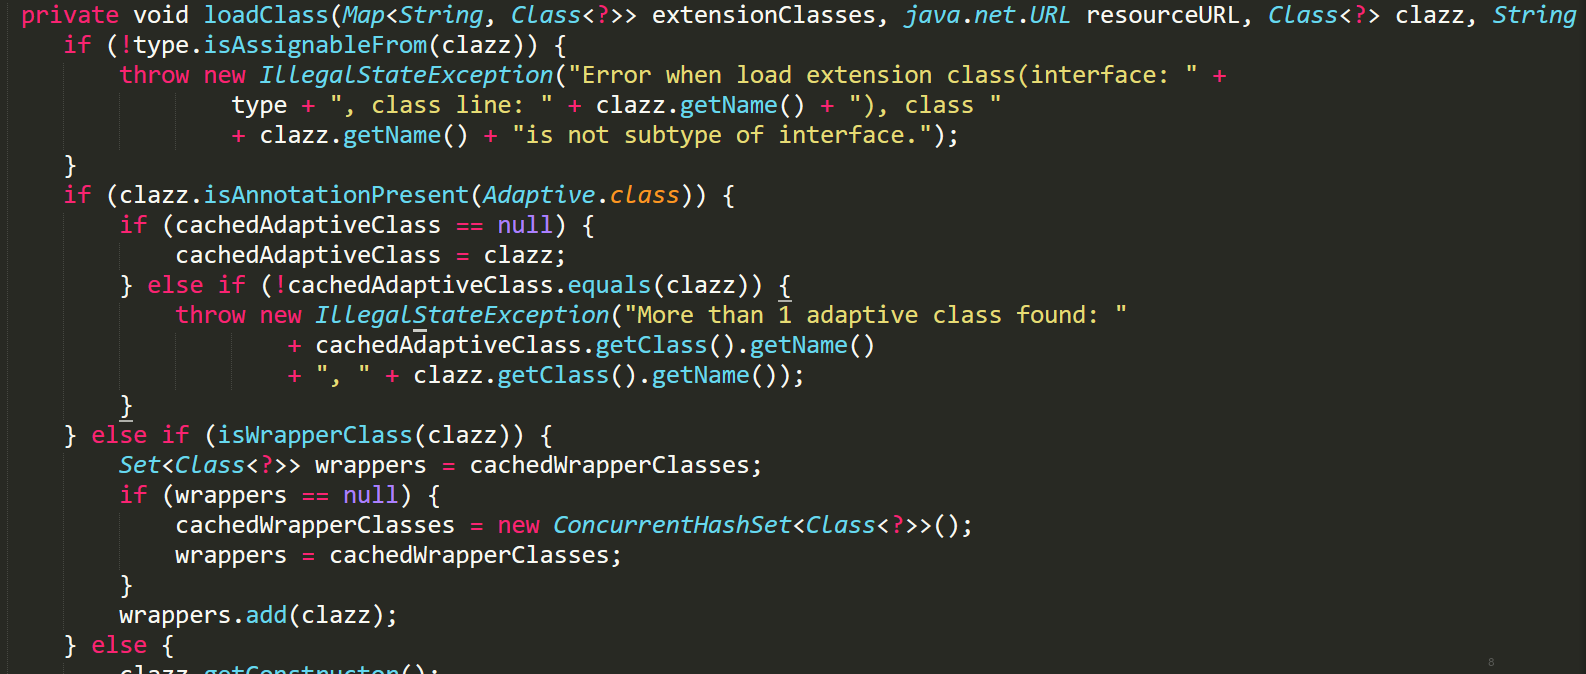 private void loadClass(Map<String, Class<?>> extensionClasses, java.net.URL resourceURL, Class<?> clazz, String
    if (!type.isAssignableFrom(clazz)) {
        throw new IllegalStateException("Error when load extension class(interface: " +
                type + ", class line: " + clazz.getName() + "), class "
                + clazz.getName() + "is not subtype of interface.");
    }
    if (clazz.isAnnotationPresent(Adaptive.class)) {
        if (cachedAdaptiveClass == null) {
            cachedAdaptiveClass = clazz;
        } else if (!cachedAdaptiveClass.equals(clazz)) {
            throw new IllegalStateException("More than 1 adaptive class found: "
                    + cachedAdaptiveClass.getClass().getName()
                    + ", " + clazz.getClass().getName());
        }
    } else if (isWrapperClass(clazz)) {
        Set<Class<?>> wrappers = cachedWrapperClasses;
        if (wrappers == null) {
            cachedWrapperClasses = new ConcurrentHashSet<Class<?>>();
            wrappers = cachedWrapperClasses;
        }
        wrappers.add(clazz);
    } else {
        clazz.getConstructor();
8